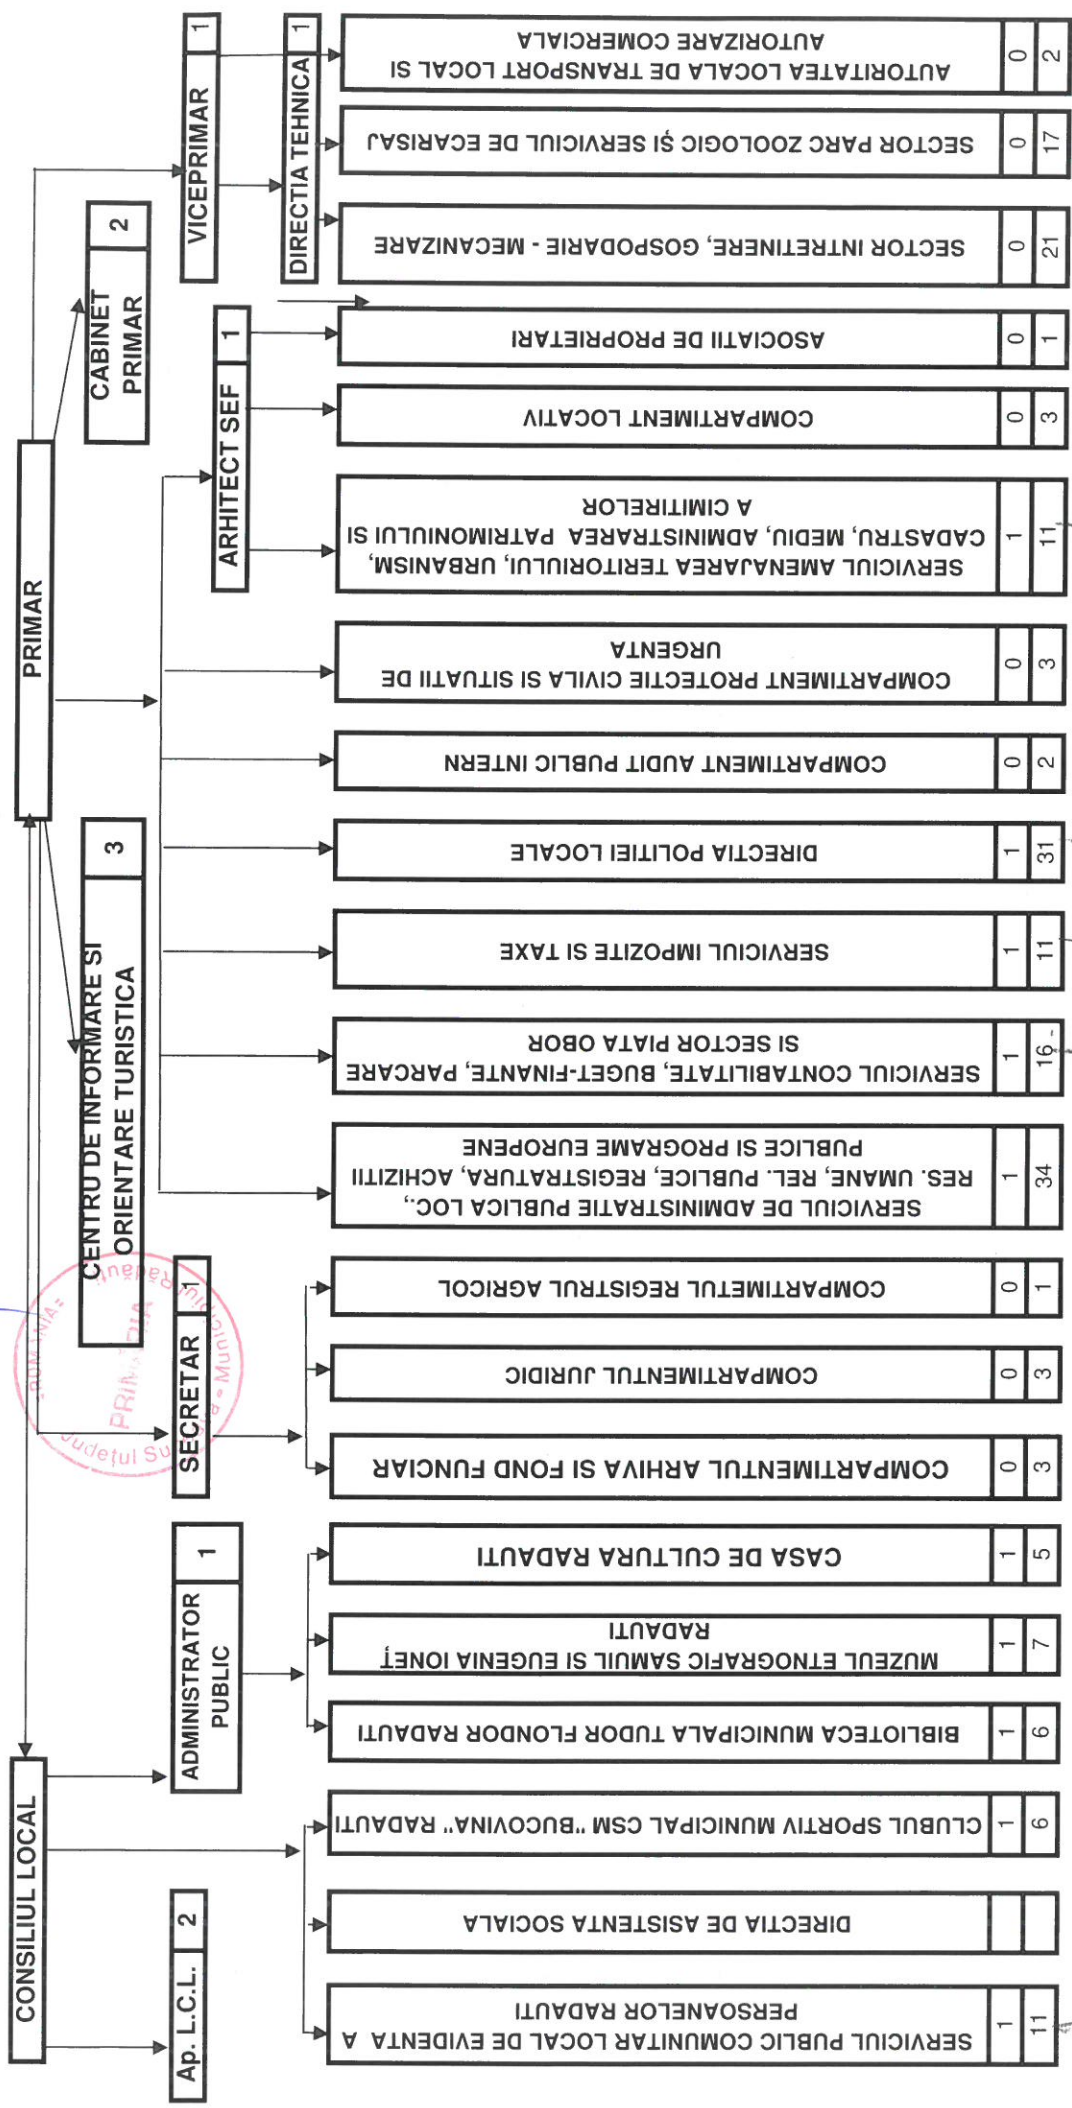 CONSILIUL LOCAL
PRIMAR
Ap. L.C.L. 2
ADMINISTRATOR
PUBLIC
1
SECRETAR 1
CENTRU DE INFORMARE SI
ORIENTARE TURISTICA
3
CABINET
PRIMAR
2
VICEPRIMAR 1
ARHITECT SEF 1
DIRECTIA TEHNICA 1
SERVICIUL PUBLIC COMUNITAR LOCAL DE EVIDENTA A
PERSOANELOR RADAUTI
1
11
DIRECTIA DE ASISTENTA SOCIALA
CLUBUL SPORTIV MUNICIPAL CSM "BUCOVINA" RADAUTI
1
6
BIBLIOTECA MUNICIPALA TUDOR FLONDOR RADAUTI
1
6
MUZEUL ETNOGRAFIC SAMUIL SI EUGENIA IONEȚ
RADAUTI
1
7
CASA DE CULTURA RADAUTI
1
5
COMPARTIMENTUL ARHIVA SI FOND FUNCIAR
0
3
COMPARTIMENTUL JURIDIC
0
3
COMPARTIMETUL REGISTRUL AGRICOL
0
1
SERVICIUL DE ADMINISTRATIE PUBLICA LOC.,
RES. UMANE, REL. PUBLICE, REGISTRATURA, ACHIZITII
PUBLICE SI PROGRAME EUROPENE
1
34
SERVICIUL CONTABILITATE, BUGET-FINANTE, PARCARE
SI SECTOR PIATA OBOR
1
16 -
SERVICIUL IMPOZITE SI TAXE
1
11
DIRECTIA POLITIEI LOCALE
1
31
COMPARTIMENT AUDIT PUBLIC INTERN
0
2
COMPARTIMENT PROTECTIE CIVILA SI SITUATII DE
URGENTA
0
3
SERVICIUL AMENAJAREA TERITORIULUI, URBANISM,
CADASTRU, MEDIU, ADMINISTRAREA PATRIMONIULUI SI
A CIMITIRELOR
1
11
COMPARTIMENT LOCATIV
0
3
ASOCIATII DE PROPRIETARI
0
1
SECTOR INTRETINERE, GOSPODARIE - MECANIZARE
0
21
SECTOR PARC ZOOLOGIC ȘI SERVICIUL DE ECARISAJ
0
17
AUTORITATEA LOCALA DE TRANSPORT LOCAL SI
AUTORIZARE COMERCIALA
0
2
Județul Su
Municipiul Rădăuți